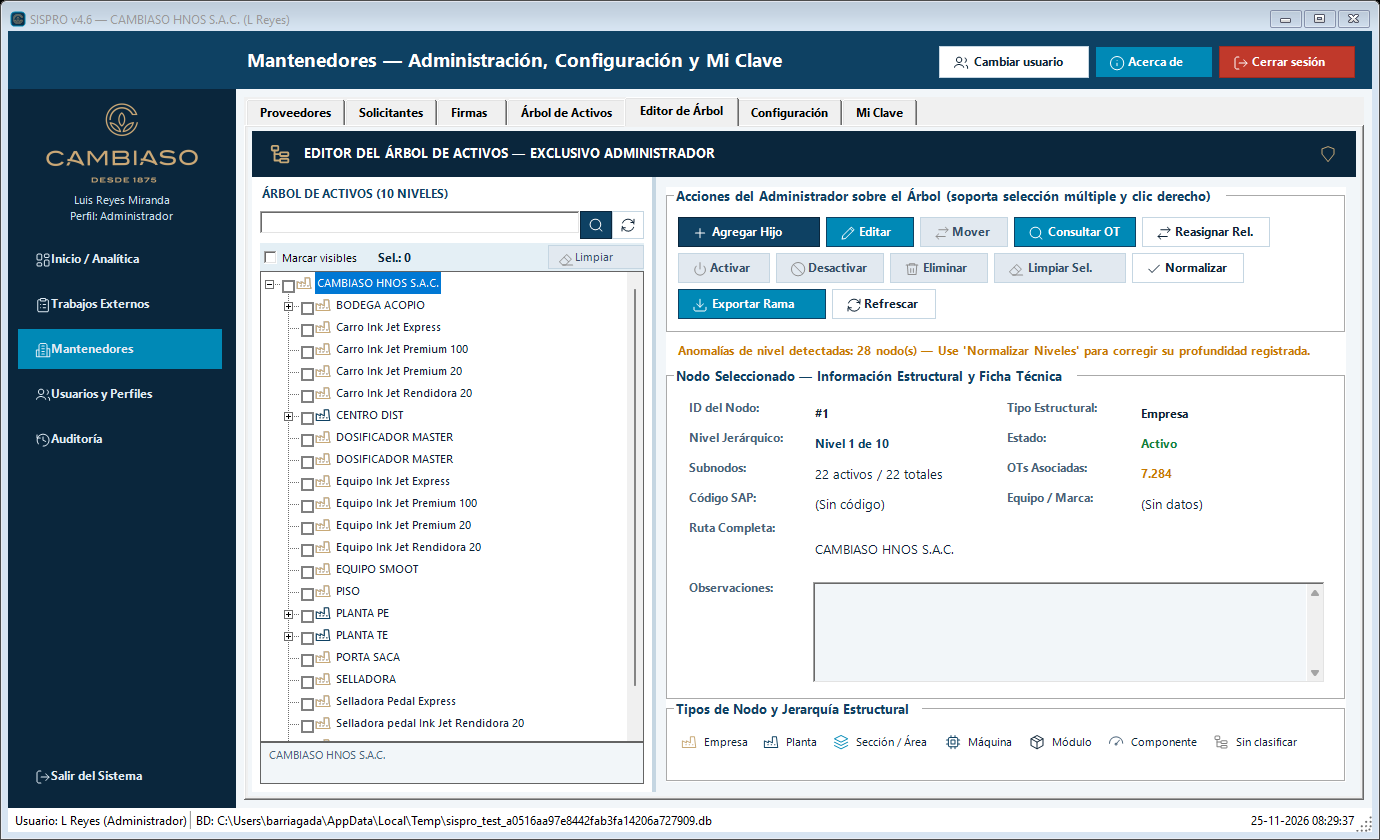 SISPRO v4.6 — CAMBIASO HNOS S.A.C. (L Reyes)
Mantenedores — Administración, Configuración y Mi Clave
Cambiar usuario
Acerca de
Cerrar sesión
CAMBIASO
DESDE 1875
Luis Reyes Miranda
Perfil: Administrador
Inicio / Analítica
Trabajos Externos
Mantenedores
Usuarios y Perfiles
Auditoría
Salir del Sistema
Proveedores
Solicitantes
Firmas
Árbol de Activos
Editor de Árbol
Configuración
Mi Clave
EDITOR DEL ÁRBOL DE ACTIVOS — EXCLUSIVO ADMINISTRADOR
ÁRBOL DE ACTIVOS (10 NIVELES)
Marcar visibles
Sel.: 0
Limpiar
CAMBIASO HNOS S.A.C.
BODEGA ACOPIO
Carro Ink Jet Express
Carro Ink Jet Premium 100
Carro Ink Jet Premium 20
Carro Ink Jet Rendidora 20
CENTRO DIST
DOSIFICADOR MASTER
DOSIFICADOR MASTER
Equipo Ink Jet Express
Equipo Ink Jet Premium 100
Equipo Ink Jet Premium 20
Equipo Ink Jet Rendidora 20
EQUIPO SMOOT
PISO
PLANTA PE
PLANTA TE
PORTA SACA
SELLADORA
Selladora Pedal Express
Selladora pedal Ink Jet Rendidora 20
CAMBIASO HNOS S.A.C.
Acciones del Administrador sobre el Árbol (soporta selección múltiple y clic derecho)
Agregar Hijo
Editar
Mover
Consultar OT
Reasignar Rel.
Activar
Desactivar
Eliminar
Limpiar Sel.
Normalizar
Exportar Rama
Refrescar
Anomalías de nivel detectadas: 28 nodo(s) — Use 'Normalizar Niveles' para corregir su profundidad registrada.
Nodo Seleccionado — Información Estructural y Ficha Técnica
ID del Nodo: #1
Tipo Estructural: Empresa
Nivel Jerárquico: Nivel 1 de 10
Estado: Activo
Subnodos: 22 activos / 22 totales
OTs Asociadas: 7.284
Código SAP: (Sin código)
Equipo / Marca: (Sin datos)
Ruta Completa:
CAMBIASO HNOS S.A.C.
Observaciones:
Tipos de Nodo y Jerarquía Estructural
Empresa
Planta
Sección / Área
Máquina
Módulo
Componente
Sin clasificar
Usuario: L Reyes (Administrador)
BD: C:\Users\barriagada\AppData\Local\Temp\sispro_test_a0516aa97e8442fab3fa14206a727909.db
25-11-2026 08:29:37